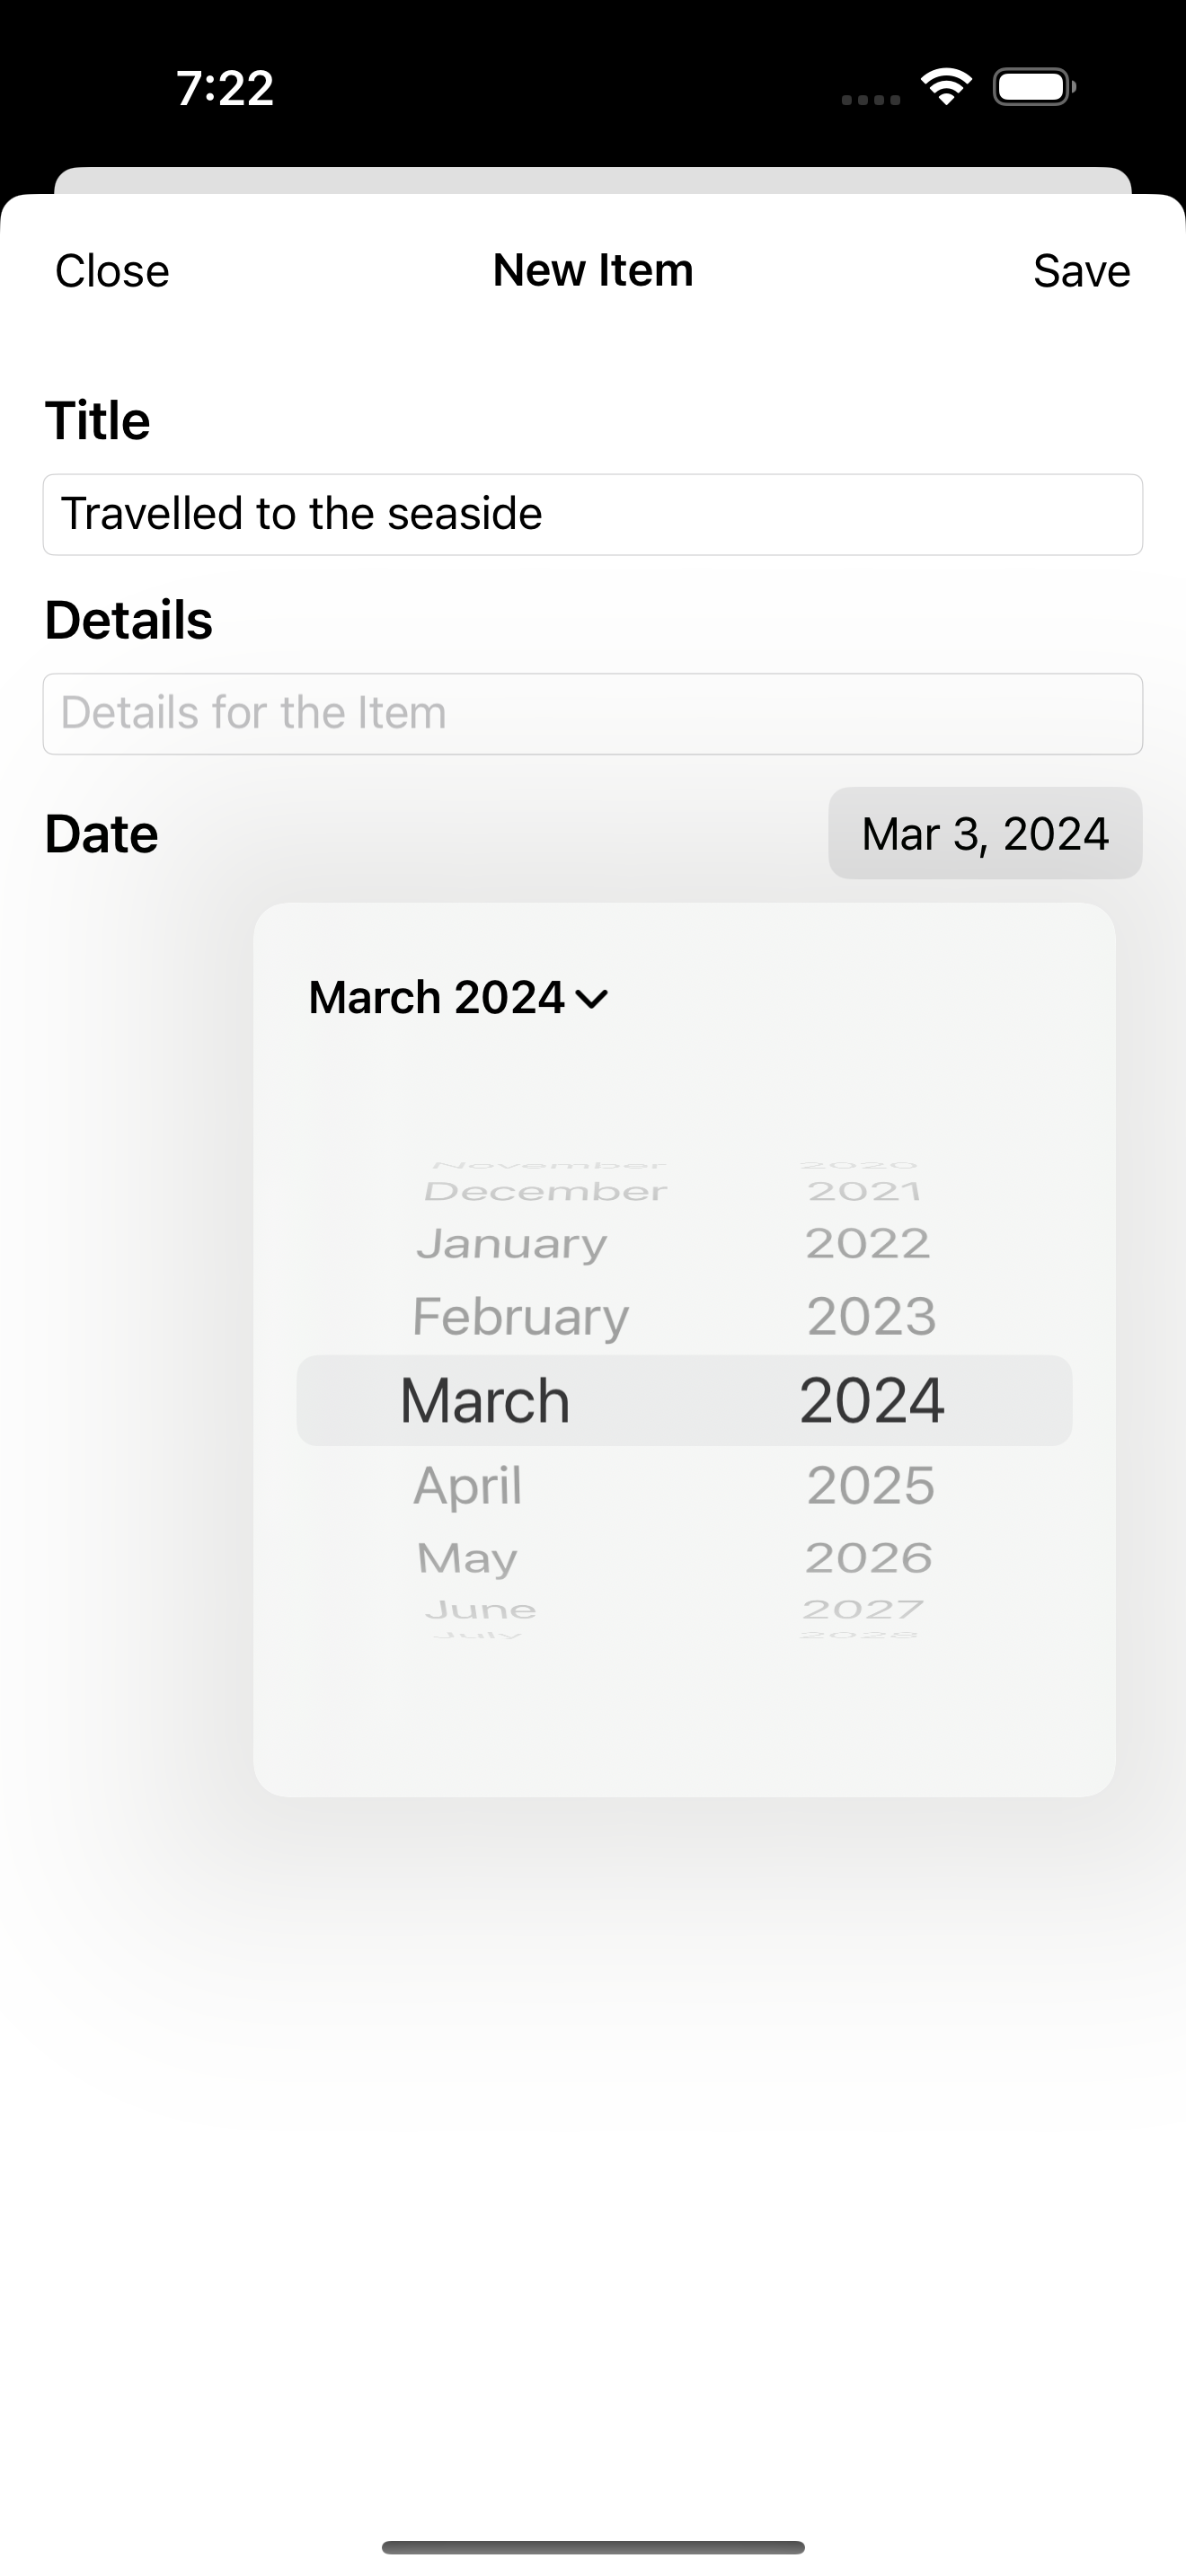 7:22
Close New Item Save
Title
Travelled to the seaside
Details
Details for the Item
Date Mar 3, 2024
March 2024
November 2020
December 2021
January 2022
February 2023
March 2024
April 2025
May 2026
June 2027
July 2028